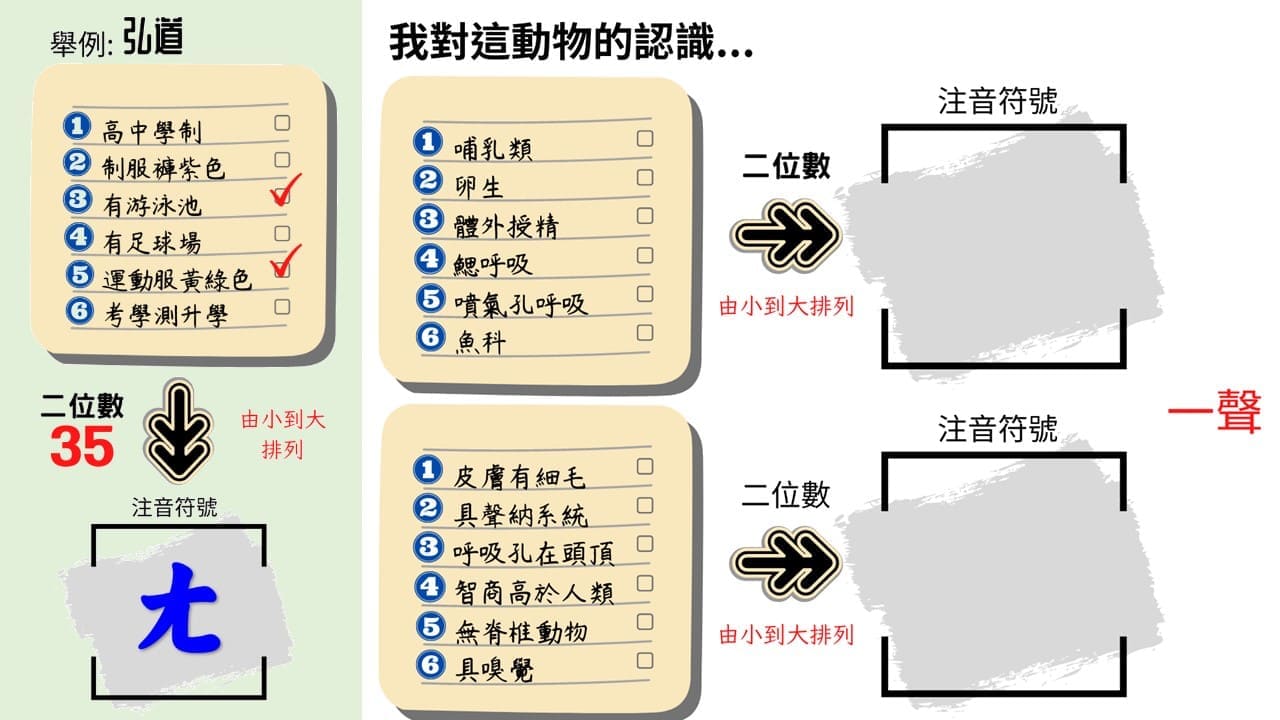 舉例: 弘道
1 高中學制
2 制服褲紫色
3 有游泳池
4 有足球場
5 運動服黃綠色
6 考學測升學
二位數
35
由小到大
排列
注音符號
ㄤ
我對這動物的認識...
1 哺乳類
2 卵生
3 體外授精
4 鰓呼吸
5 噴氣孔呼吸
6 魚科
二位數
由小到大排列
注音符號
1 皮膚有細毛
2 具聲納系統
3 呼吸孔在頭頂
4 智商高於人類
5 無脊椎動物
6 具嗅覺
二位數
由小到大排列
注音符號
一聲